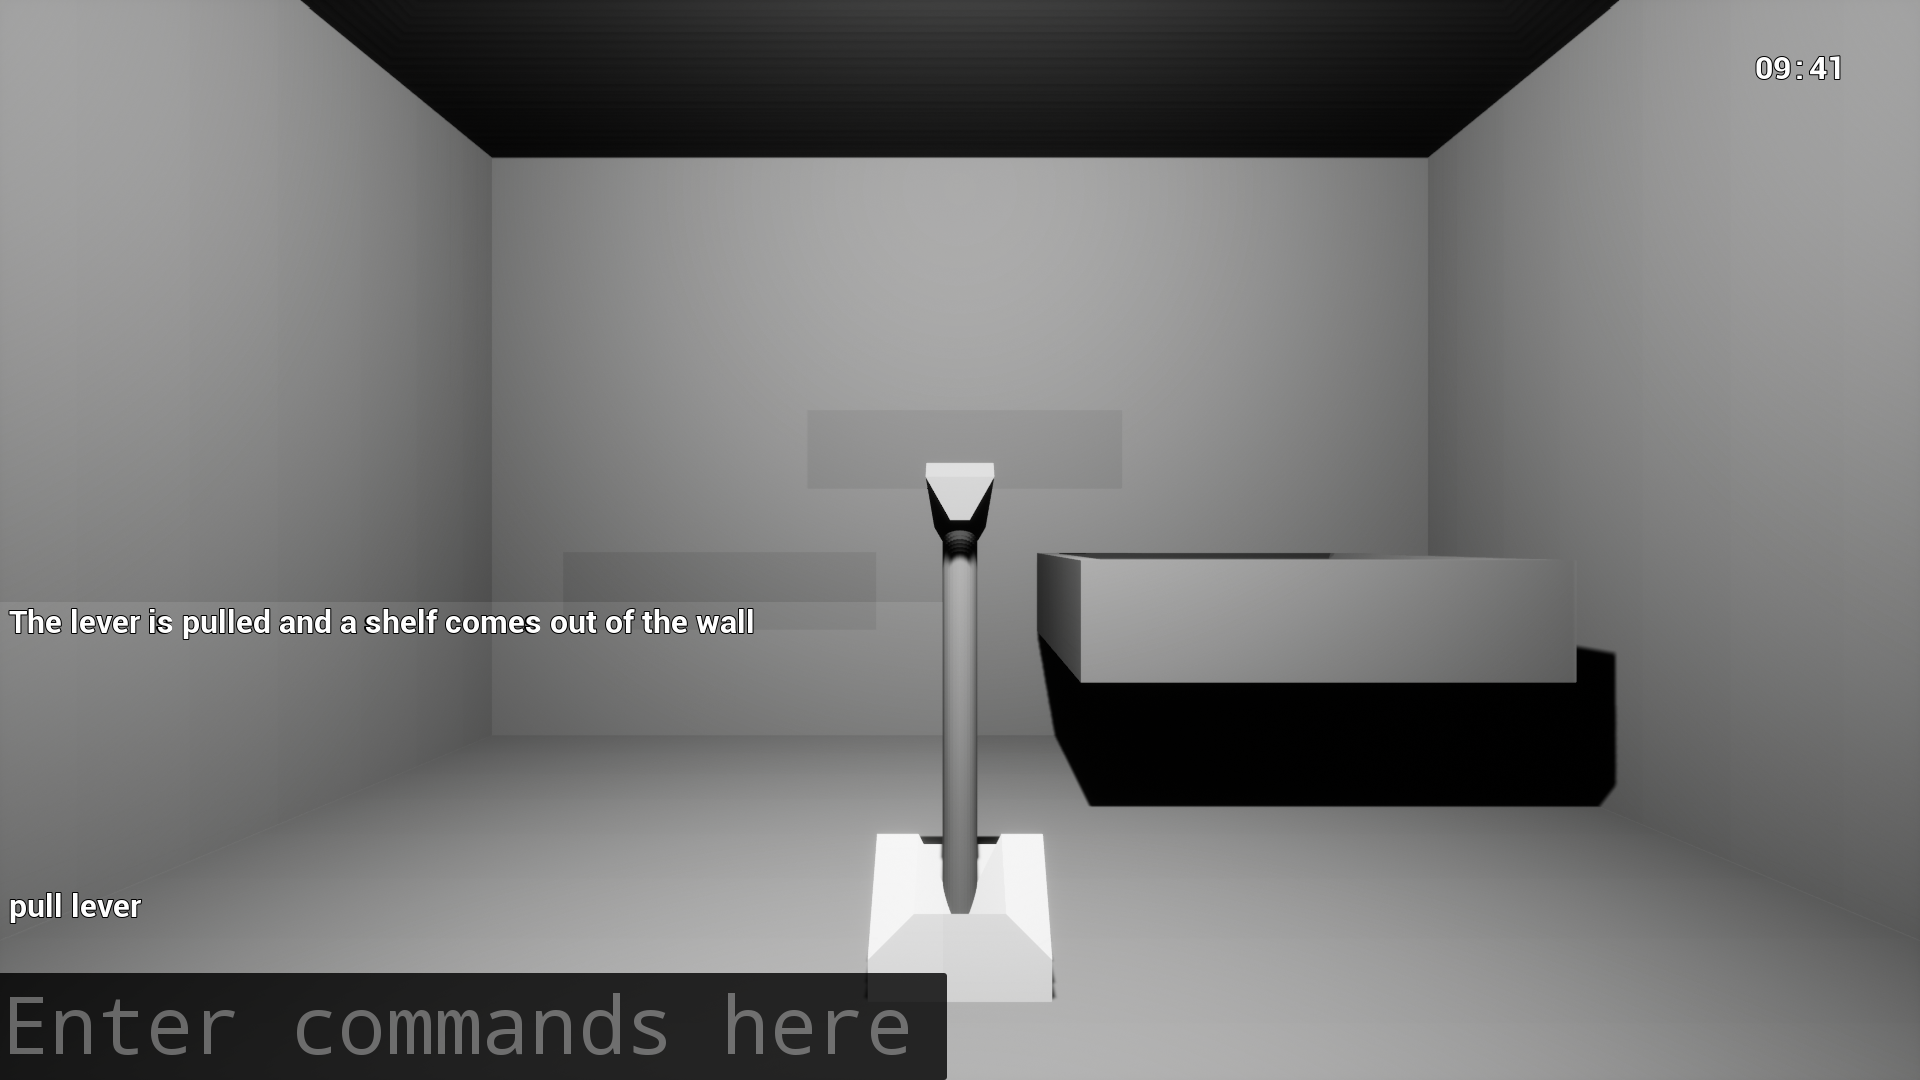 09:41
The lever is pulled and a shelf comes out of the wall
pull lever
Enter commands here